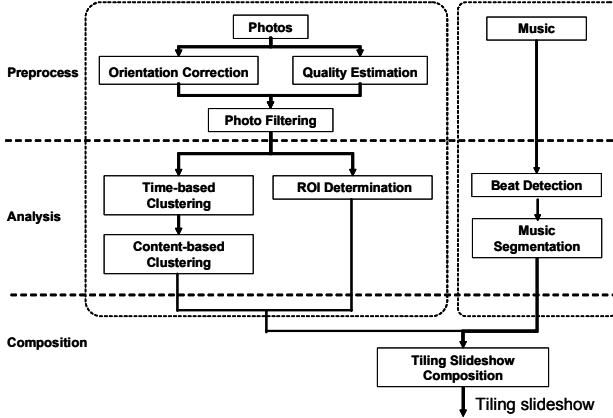 Photos
Music
Preprocess
Orientation Correction
Quality Estimation
Photo Filtering
Time-based
Clustering
ROI Determination
Beat Detection
Analysis
Content-based
Clustering
Music
Segmentation
Composition
Tiling Slideshow
Composition
Tiling slideshow